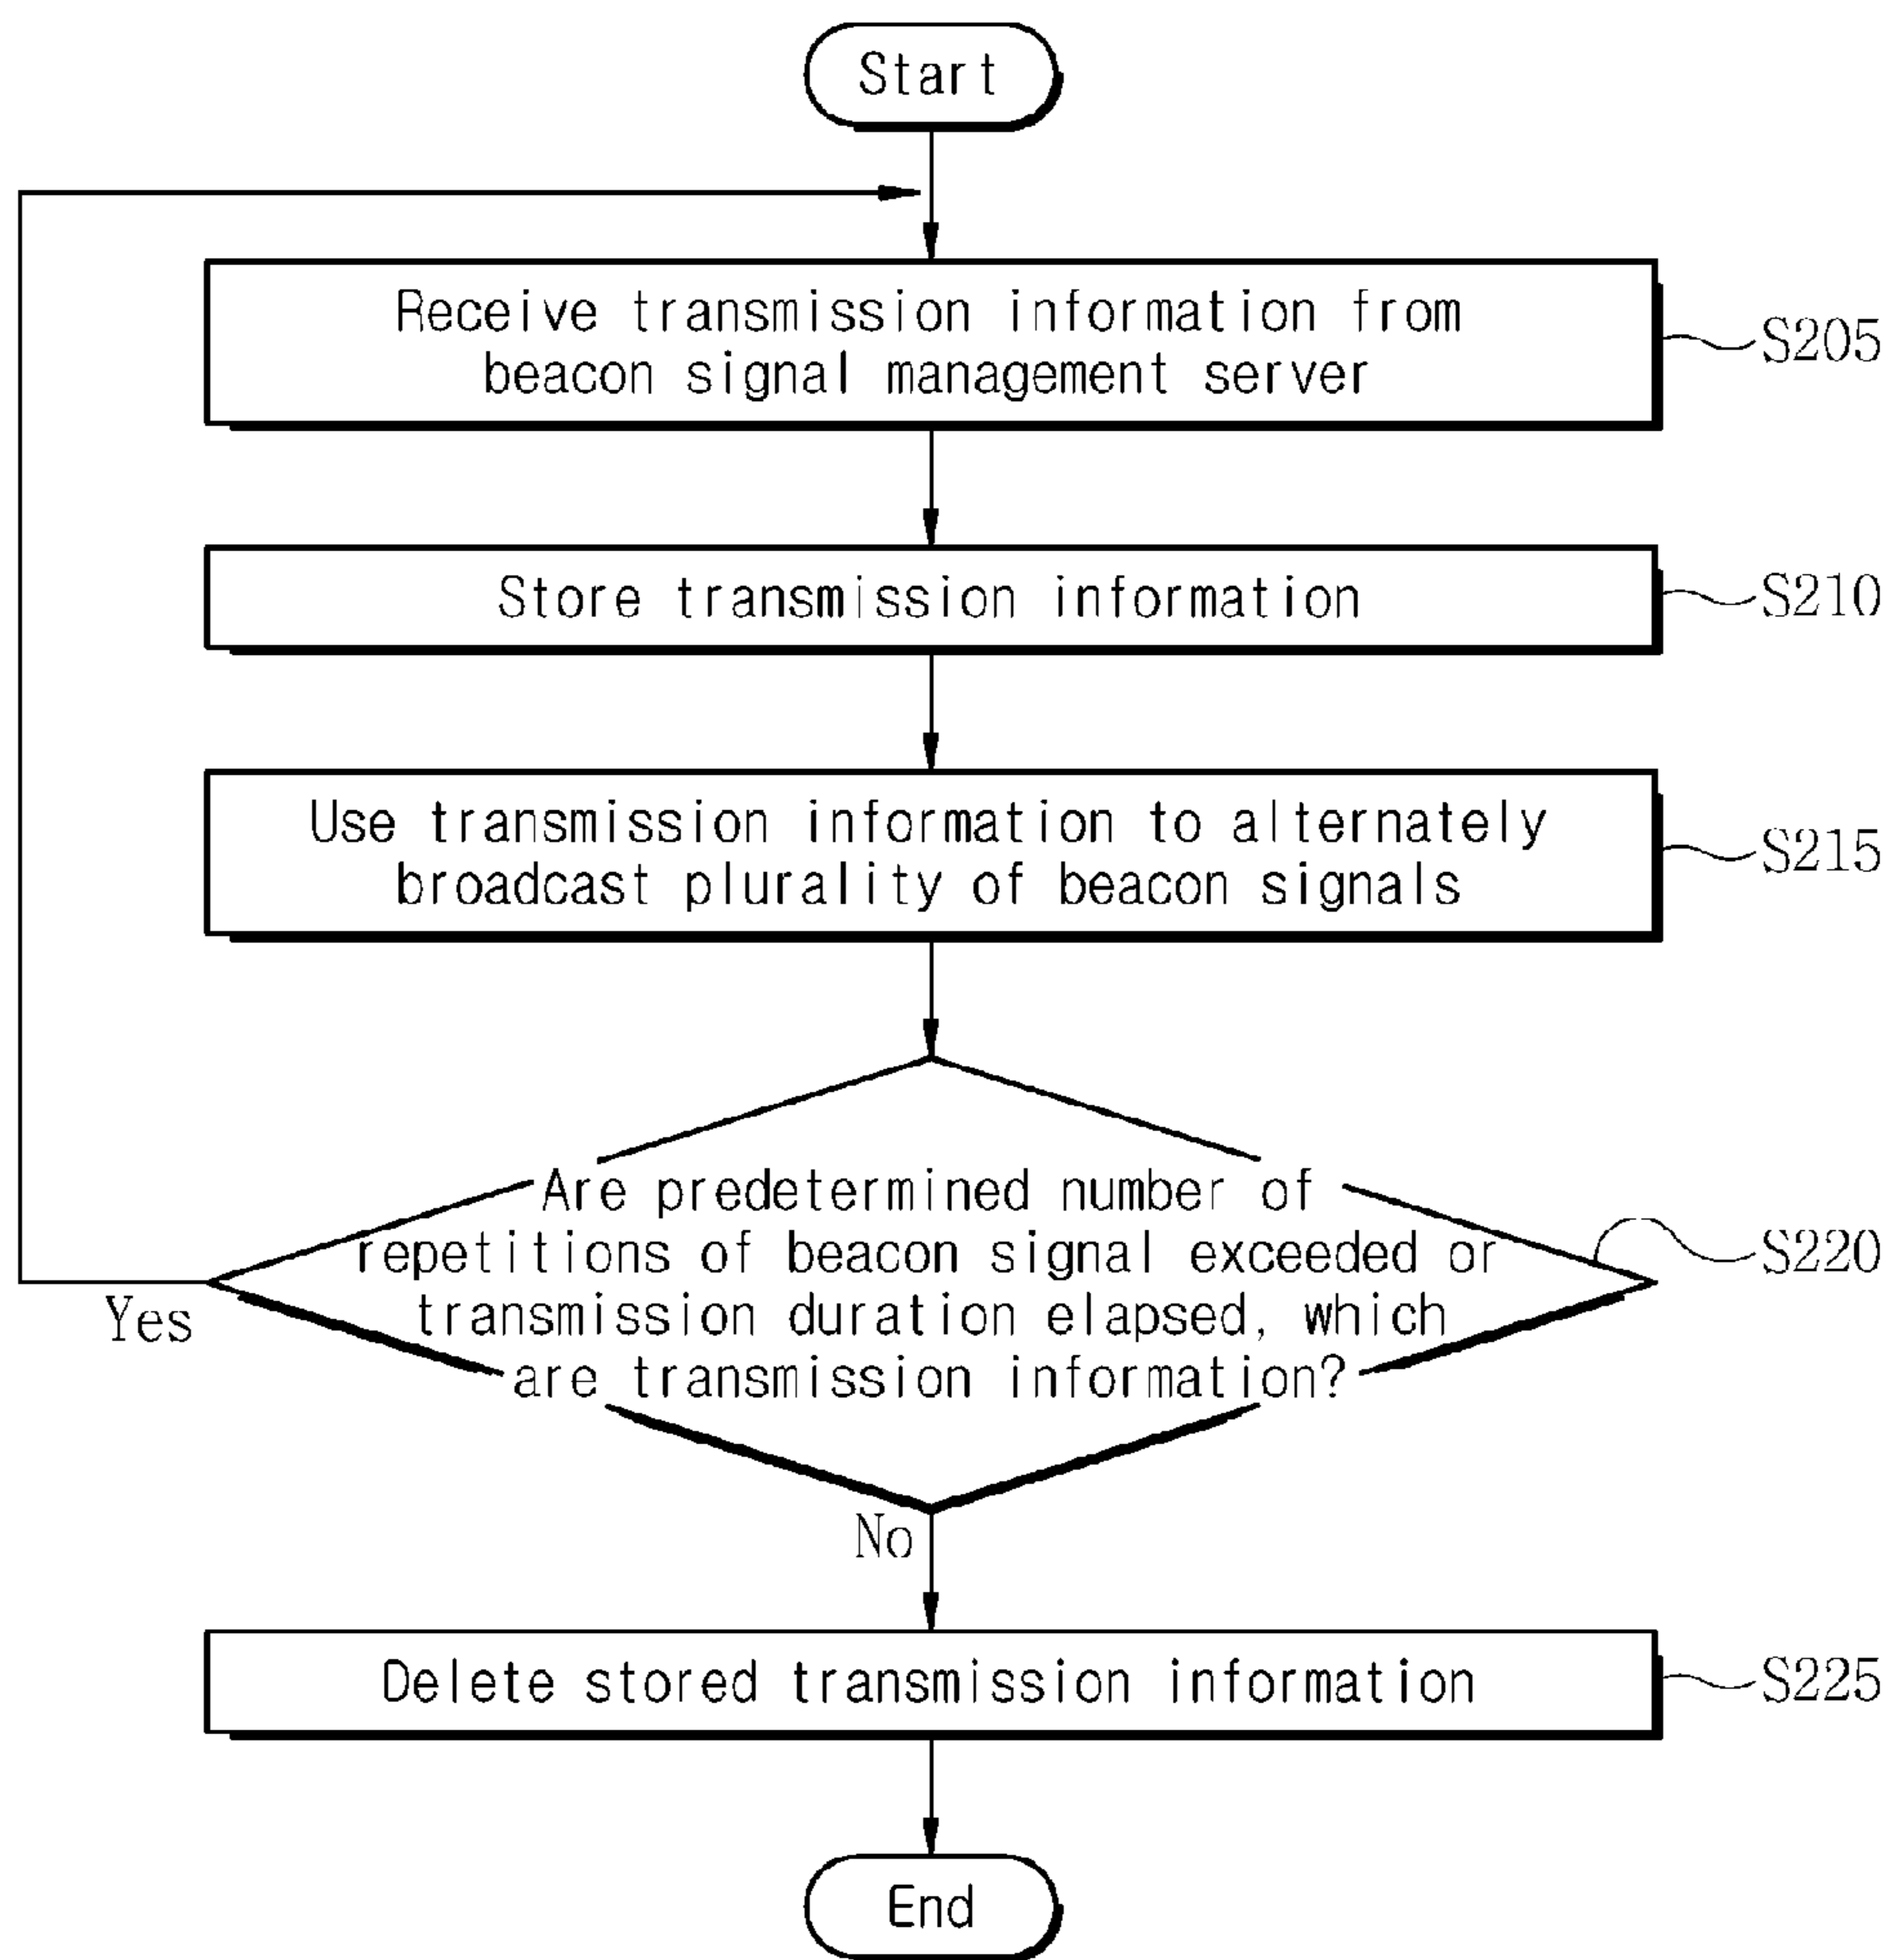 Start
Receive transmission information from
beacon signal management server
S205
Store transmission information
S210
Use transmission information to alternately
broadcast plurality of beacon signals
S215
Are predetermined number of
repetitions of beacon signal exceeded or
transmission duration elapsed, which
are transmission information?
S220
Yes
No
Delete stored transmission information
S225
End